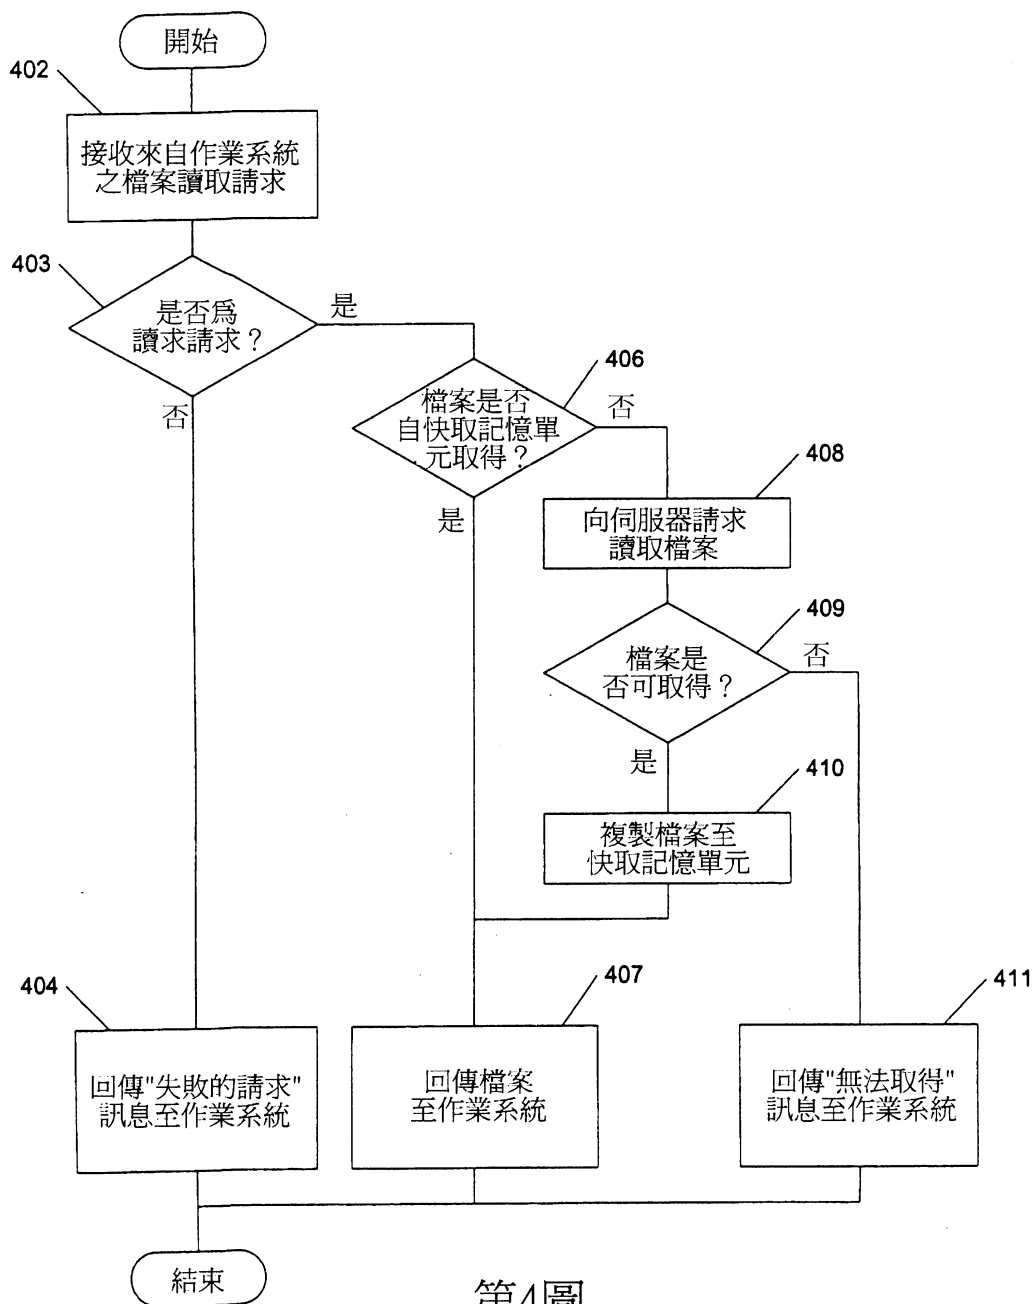 開始
402
接收來自作業系統
之檔案讀取請求
403
是否為
讀求請求？
是
否
406
檔案是否
自快取記憶單
元取得？
否
是
408
向伺服器請求
讀取檔案
409
檔案是
否可取得？
否
是
410
複製檔案至
快取記憶單元
404
回傳"失敗的請求"
訊息至作業系統
407
回傳檔案
至作業系統
411
回傳"無法取得"
訊息至作業系統
結束
第4圖